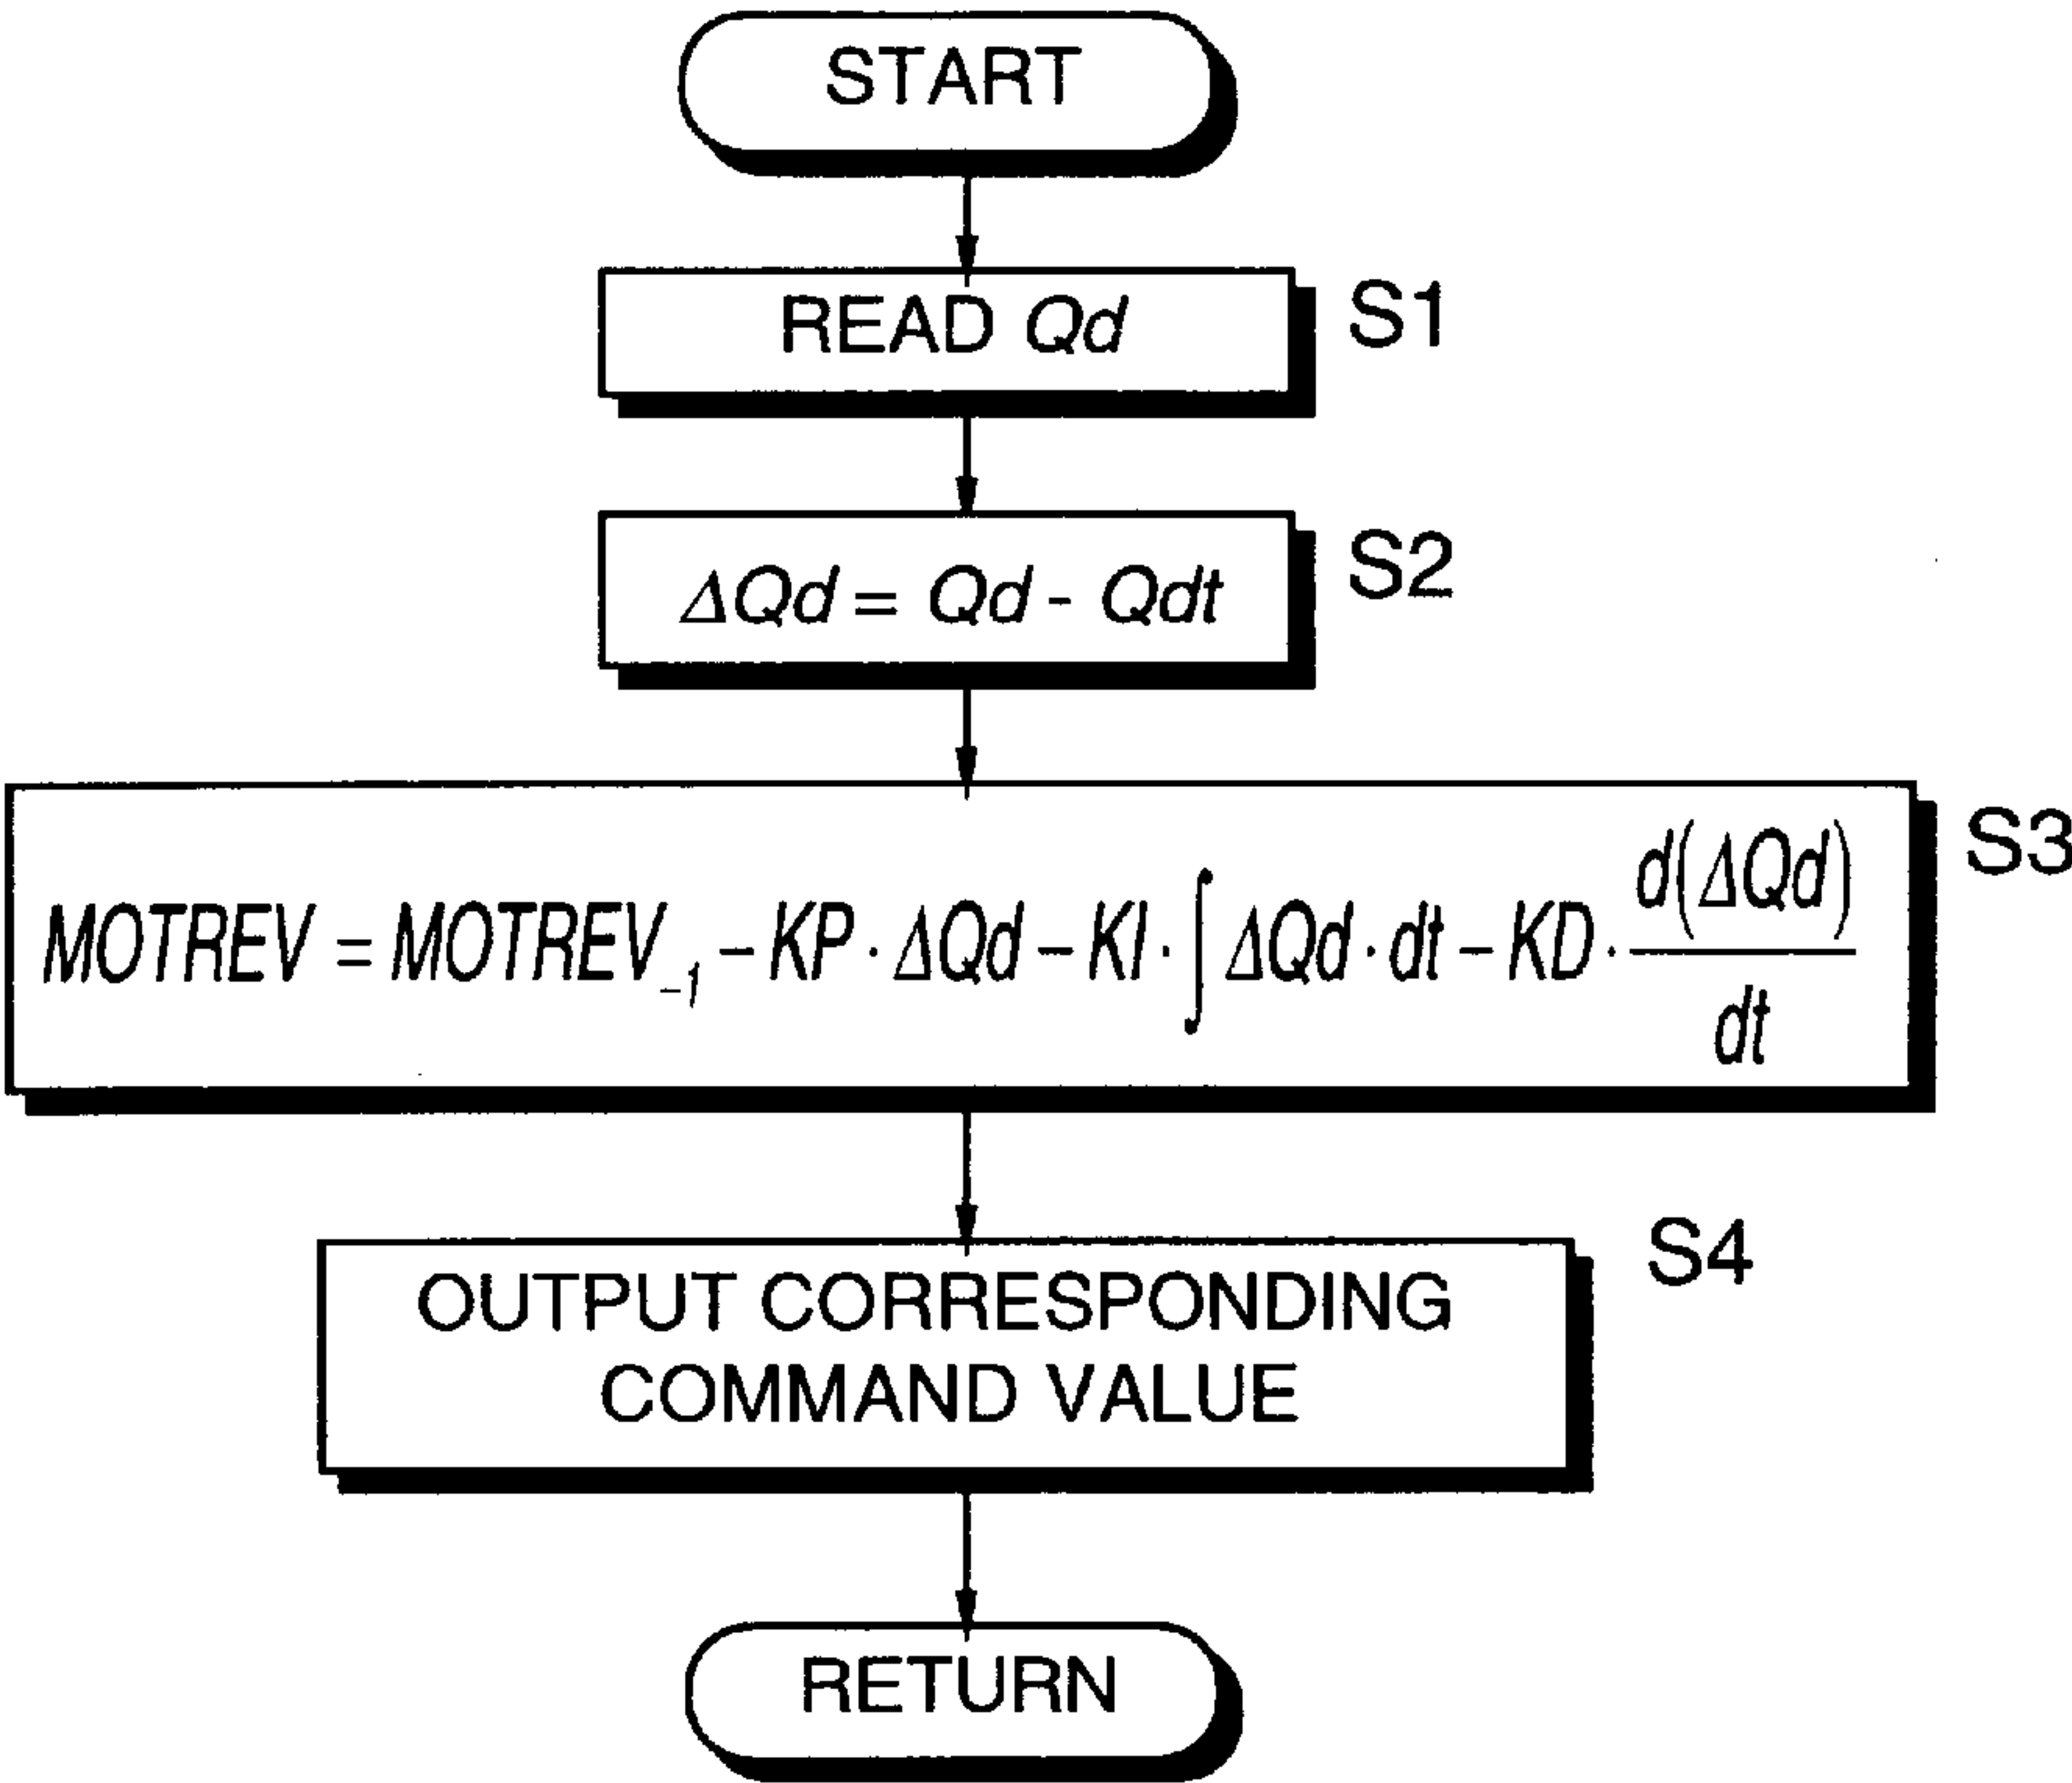 START
READ Qd
S1
ΔQd = Qd - Qdt
S2
S3
MOTREV = MOTREV_{-1} - KP · ΔQd - KI · ∫ ΔQd · dt - KD · d(ΔQd)/dt
S4
OUTPUT CORRESPONDING
COMMAND VALUE
RETURN